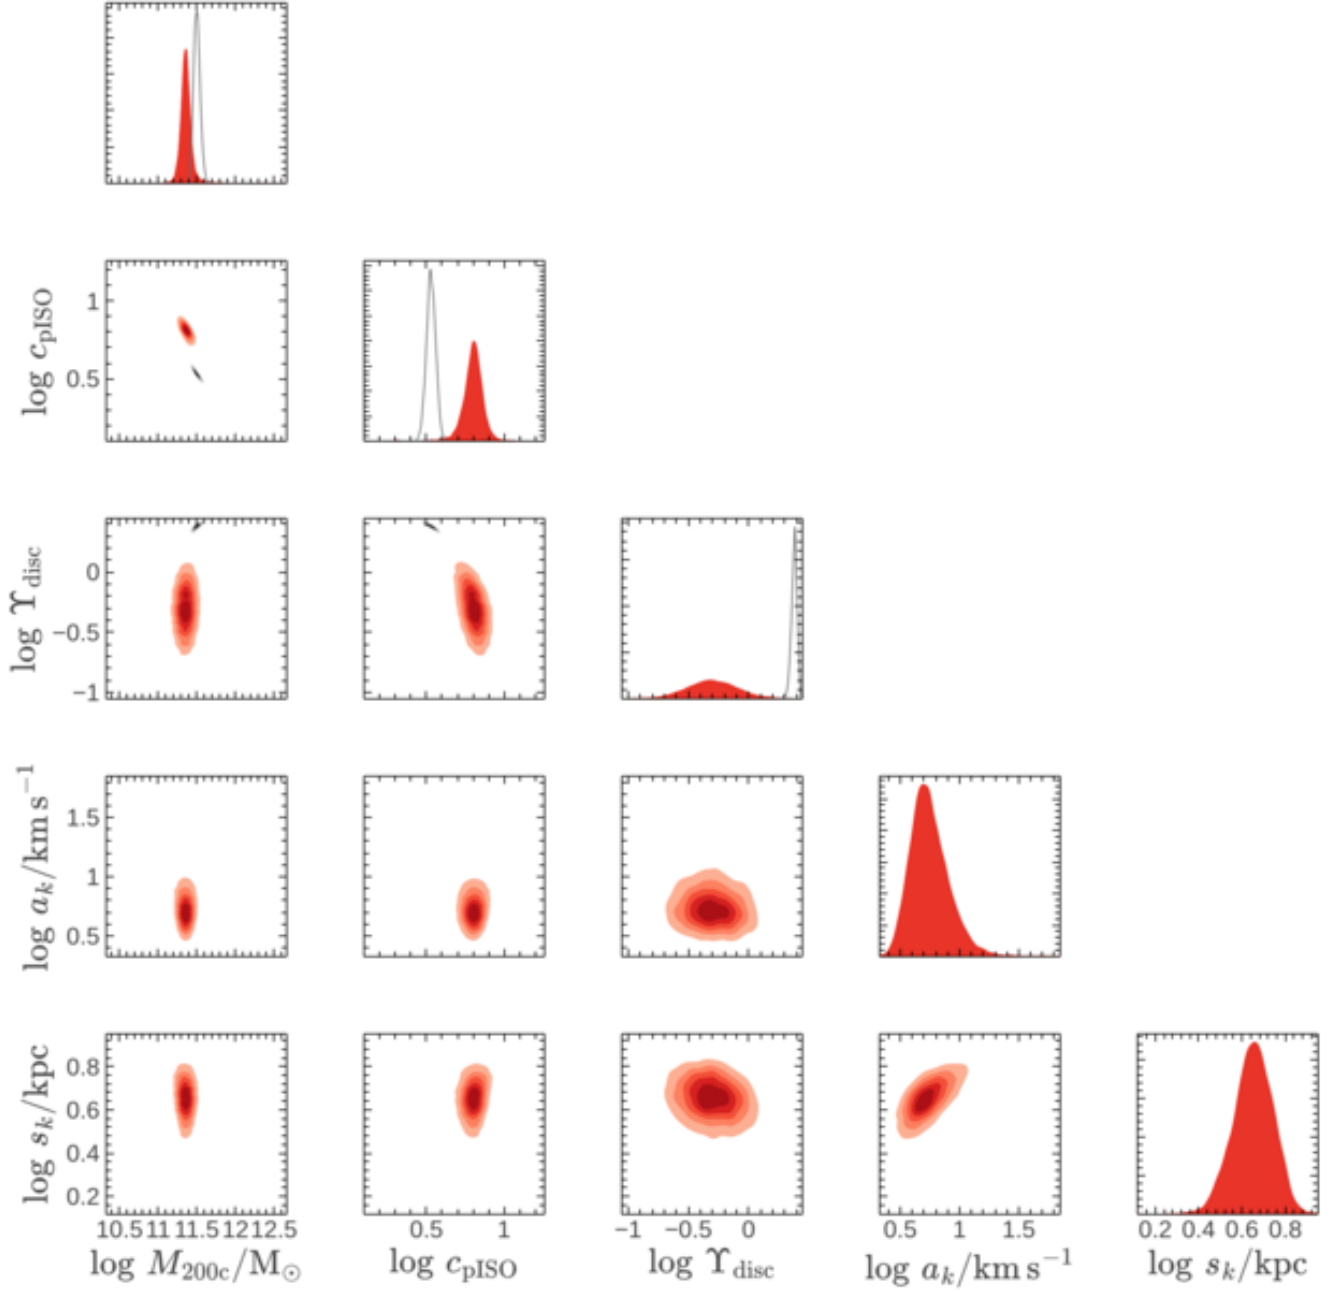 log c_pISO
1
0.5
log ϒ_disc
0
−0.5
−1
log a_k/km s^−1
1.5
1
0.5
log s_k/kpc
0.8
0.6
0.4
0.2
10.5 11 11.5 12 12.5
0.5 1
−1 −0.5 0
0.5 1 1.5
0.2 0.4 0.6 0.8
log M_200c/M_⊙
log c_pISO
log ϒ_disc
log a_k/km s^−1
log s_k/kpc